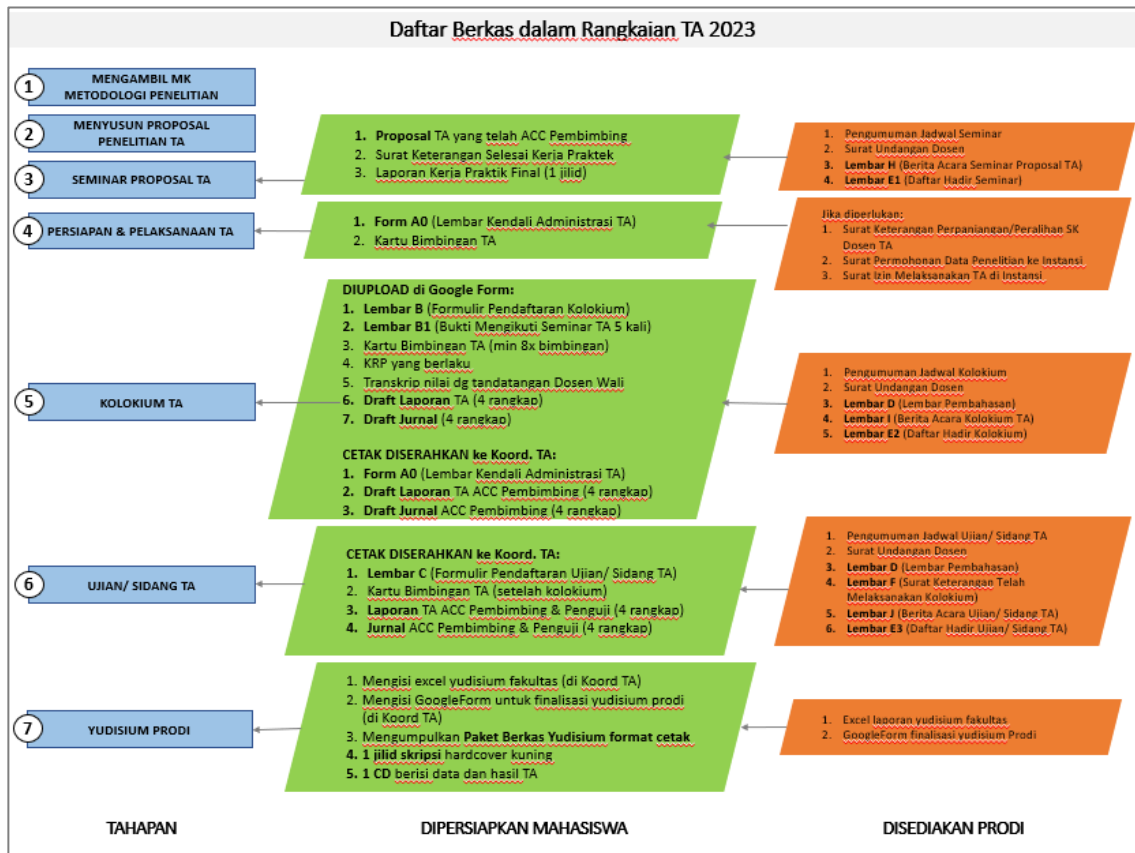 Daftar Berkas dalam Rangkaian TA 2023
1
MENGAMBIL MK
METODOLOGI PENELITIAN
2
MENYUSUN PROPOSAL
PENELITIAN TA
3
SEMINAR PROPOSAL TA
1. Proposal TA yang telah ACC Pembimbing
2. Surat Keterangan Selesai Kerja Praktek
3. Laporan Kerja Praktik Final (1 jilid)
1. Pengumuman Jadwal Seminar
2. Surat Undangan Dosen
3. Lembar H (Berita Acara Seminar Proposal TA)
4. Lembar E1 (Daftar Hadir Seminar)
4
PERSIAPAN & PELAKSANAAN TA
1. Form A0 (Lembar Kendali Administrasi TA)
2. Kartu Bimbingan TA
Jika diperlukan:
1. Surat Keterangan Perpanjangan/Peralihan SK
Dosen TA
2. Surat Permohonan Data Penelitian ke Instansi
3. Surat Izin Melaksanakan TA di Instansi
5
KOLOKIUM TA
DIUPLOAD di Google Form:
1. Lembar B (Formulir Pendaftaran Kolokium)
2. Lembar B1 (Bukti Mengikuti Seminar TA 5 kali)
3. Kartu Bimbingan TA (min 8x bimbingan)
4. KRP yang berlaku
5. Transkrip nilai dg tandatangan Dosen Wali
6. Draft Laporan TA (4 rangkap)
7. Draft Jurnal (4 rangkap)
CETAK DISERAHKAN ke Koord. TA:
1. Form A0 (Lembar Kendali Administrasi TA)
2. Draft Laporan TA ACC Pembimbing (4 rangkap)
3. Draft Jurnal ACC Pembimbing (4 rangkap)
1. Pengumuman Jadwal Kolokium
2. Surat Undangan Dosen
3. Lembar D (Lembar Pembahasan)
4. Lembar I (Berita Acara Kolokium TA)
5. Lembar E2 (Daftar Hadir Kolokium)
6
UJIAN/ SIDANG TA
CETAK DISERAHKAN ke Koord. TA:
1. Lembar C (Formulir Pendaftaran Ujian/ Sidang TA)
2. Kartu Bimbingan TA (setelah kolokium)
3. Laporan TA ACC Pembimbing & Penguji (4 rangkap)
4. Jurnal ACC Pembimbing & Penguji (4 rangkap)
1. Pengumuman Jadwal Ujian/ Sidang TA
2. Surat Undangan Dosen
3. Lembar D (Lembar Pembahasan)
4. Lembar F (Surat Keterangan Telah
Melaksanakan Kolokium)
5. Lembar J (Berita Acara Ujian/ Sidang TA)
6. Lembar E3 (Daftar Hadir Ujian/ Sidang TA)
7
YUDISIUM PRODI
1. Mengisi excel yudisium fakultas (di Koord TA)
2. Mengisi GoogleForm untuk finalisasi yudisium prodi
(di Koord TA)
3. Mengumpulkan Paket Berkas Yudisium format cetak
4. 1 jilid skripsi hardcover kuning
5. 1 CD berisi data dan hasil TA
1. Excel laporan yudisium fakultas
2. GoogleForm finalisasi yudisium Prodi
TAHAPAN
DIPERSIAPKAN MAHASISWA
DISEDIAKAN PRODI